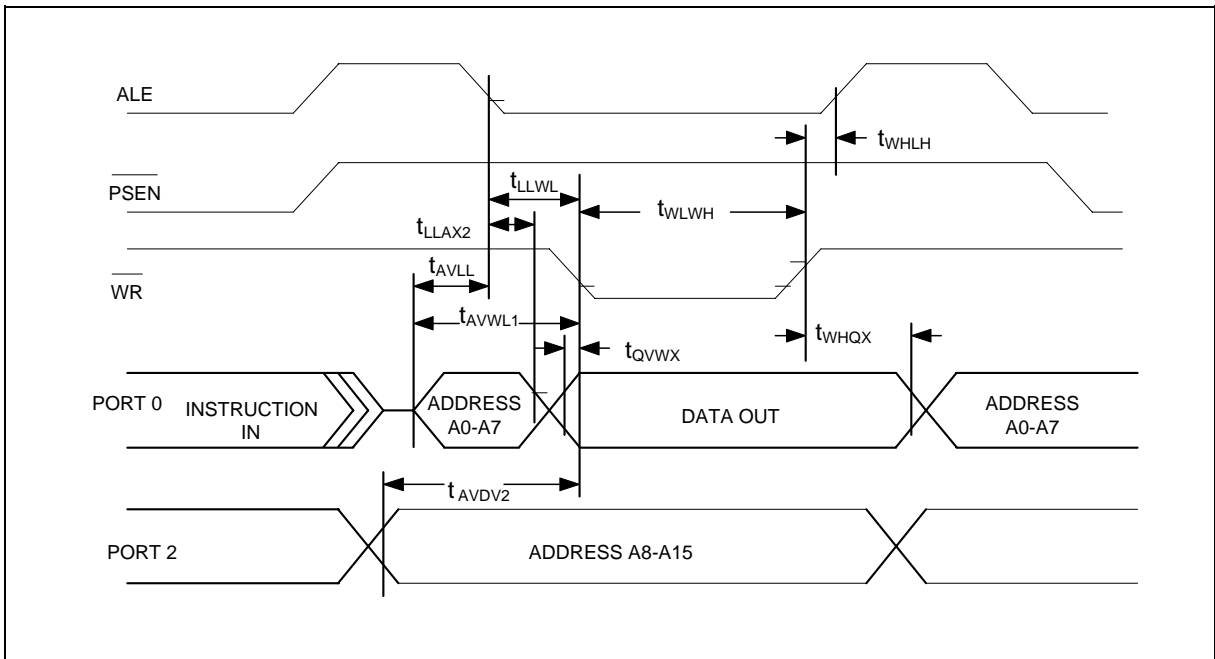 ALE
tWHLH
PSEN
tLLWL
tWLWH
tLLAX2
tAVLL
WR
tAVWL1
tWHQX
tQVWX
PORT 0
INSTRUCTION
IN
ADDRESS
A0-A7
DATA OUT
ADDRESS
A0-A7
tAVDV2
PORT 2
ADDRESS A8-A15